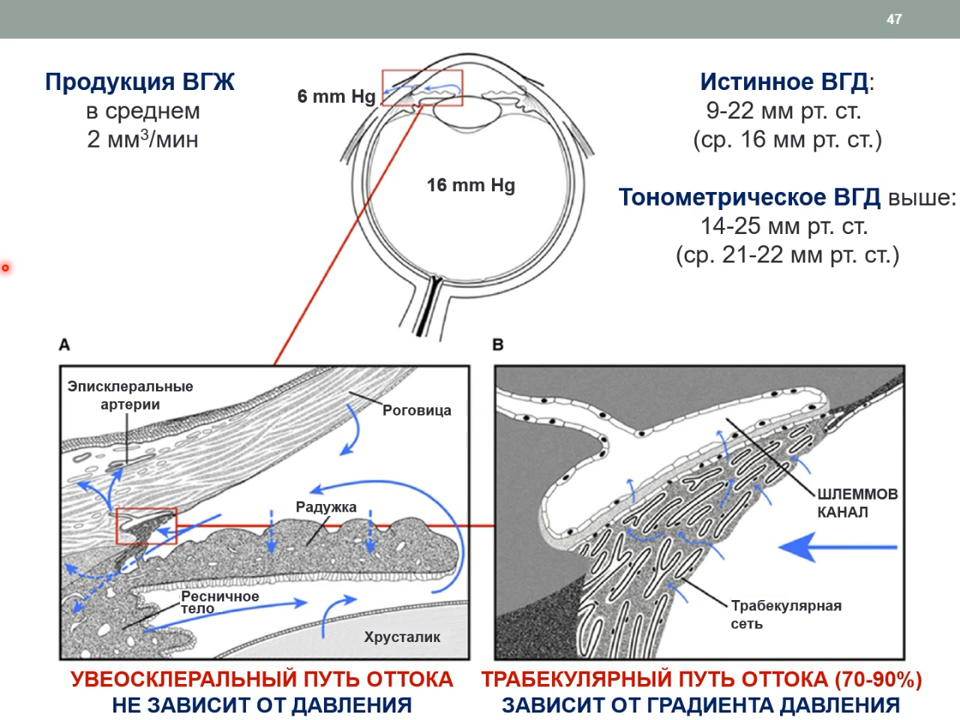 47
Продукция ВГЖ
в среднем
2 мм³/мин
6 mm Hg
16 mm Hg
Истинное ВГД:
9-22 мм рт. ст.
(ср. 16 мм рт. ст.)
Тонометрическое ВГД выше:
14-25 мм рт. ст.
(ср. 21-22 мм рт. ст.)
A
Эписклеральные
артерии
Роговица
Радужка
Ресничное
тело
Хрусталик
B
ШЛЕММОВ
КАНАЛ
Трабекулярная
сеть
УВЕОСКЛЕРАЛЬНЫЙ ПУТЬ ОТТОКА
НЕ ЗАВИСИТ ОТ ДАВЛЕНИЯ
ТРАБЕКУЛЯРНЫЙ ПУТЬ ОТТОКА (70-90%)
ЗАВИСИТ ОТ ГРАДИЕНТА ДАВЛЕНИЯ